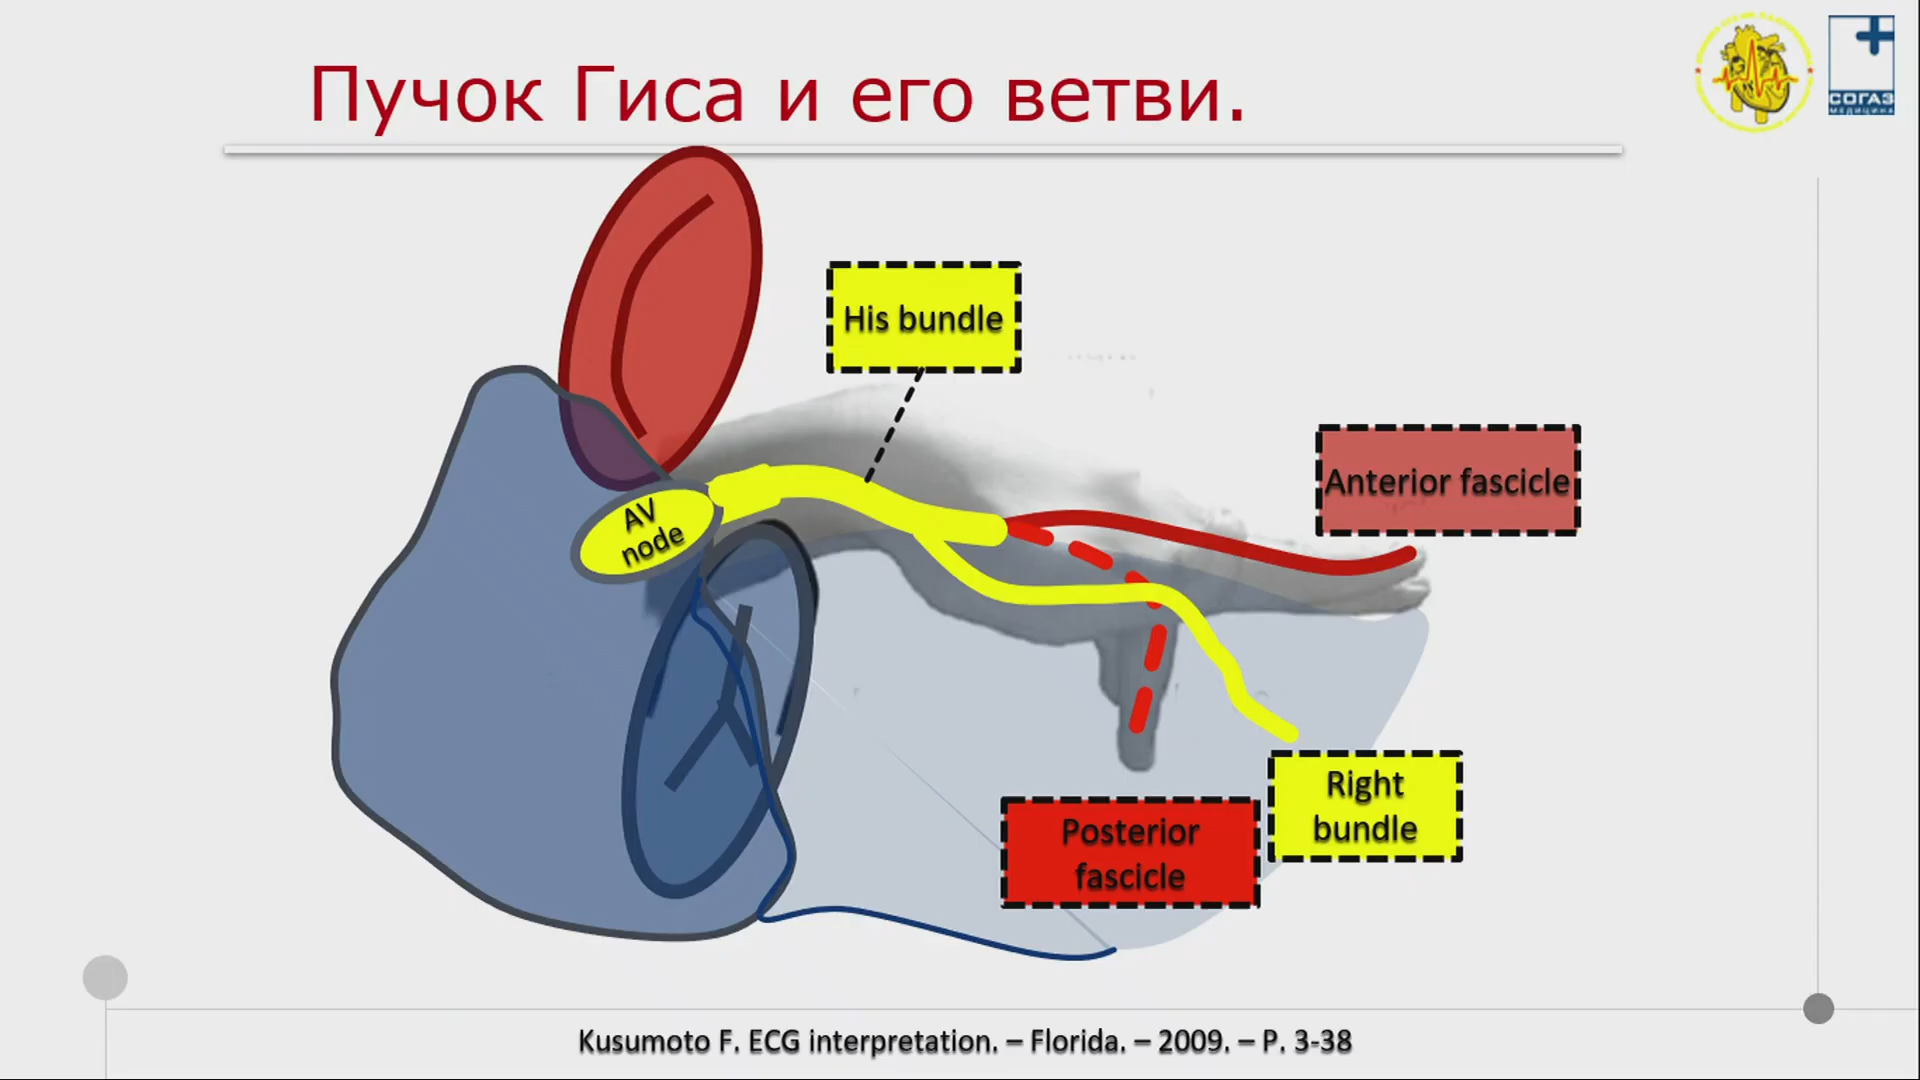 Пучок Гиса и его ветви.
СОГАЗ
медицина
His bundle
Anterior fascicle
AV
node
Right
bundle
Posterior
fascicle
Kusumoto F. ECG interpretation. – Florida. – 2009. – P. 3-38